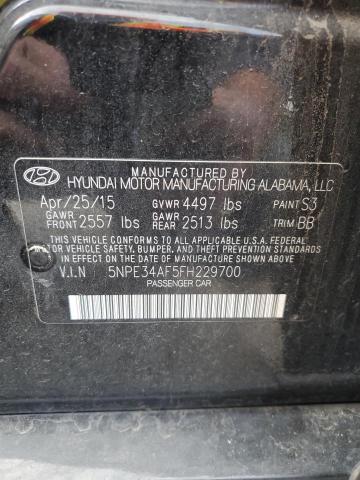 MANUFACTURED BY
HYUNDAI MOTOR MANUFACTURING ALABAMA, LLC
Apr/25/15 GVWR 4497 lbs PAINT S3
GAWR FRONT 2557 lbs GAWR REAR 2513 lbs TRIM BB
THIS VEHICLE CONFORMS TO ALL APPLICABLE U.S.A. FEDERAL
MOTOR VEHICLE SAFETY, BUMPER, AND THEFT PREVENTION STANDARDS
IN EFFECT ON THE DATE OF MANUFACTURE SHOWN ABOVE.
V.I.N 5NPE34AF5FH229700
PASSENGER CAR